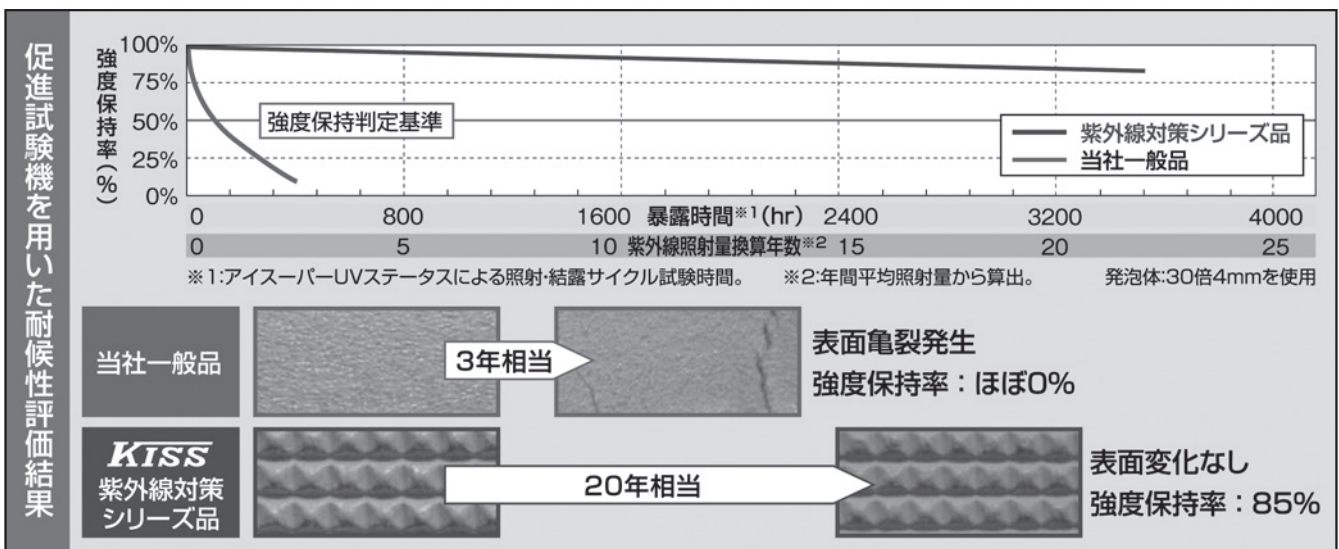 促進試験機を用いた耐候性評価結果
強度保持率(%)
100%
75%
50%
25%
0%
強度保持判定基準
紫外線対策シリーズ品
当社一般品
0 800 1600 暴露時間※1(hr) 2400 3200 4000
0 5 10 紫外線照射量換算年数※2 15 20 25
※1:アイスーパーUVステータスによる照射・結露サイクル試験時間。 ※2:年間平均照射量から算出。 発泡体:30倍4mmを使用
当社一般品
3年相当
表面亀裂発生
強度保持率：ほぼ0%
KISS
紫外線対策
シリーズ品
20年相当
表面変化なし
強度保持率：85%